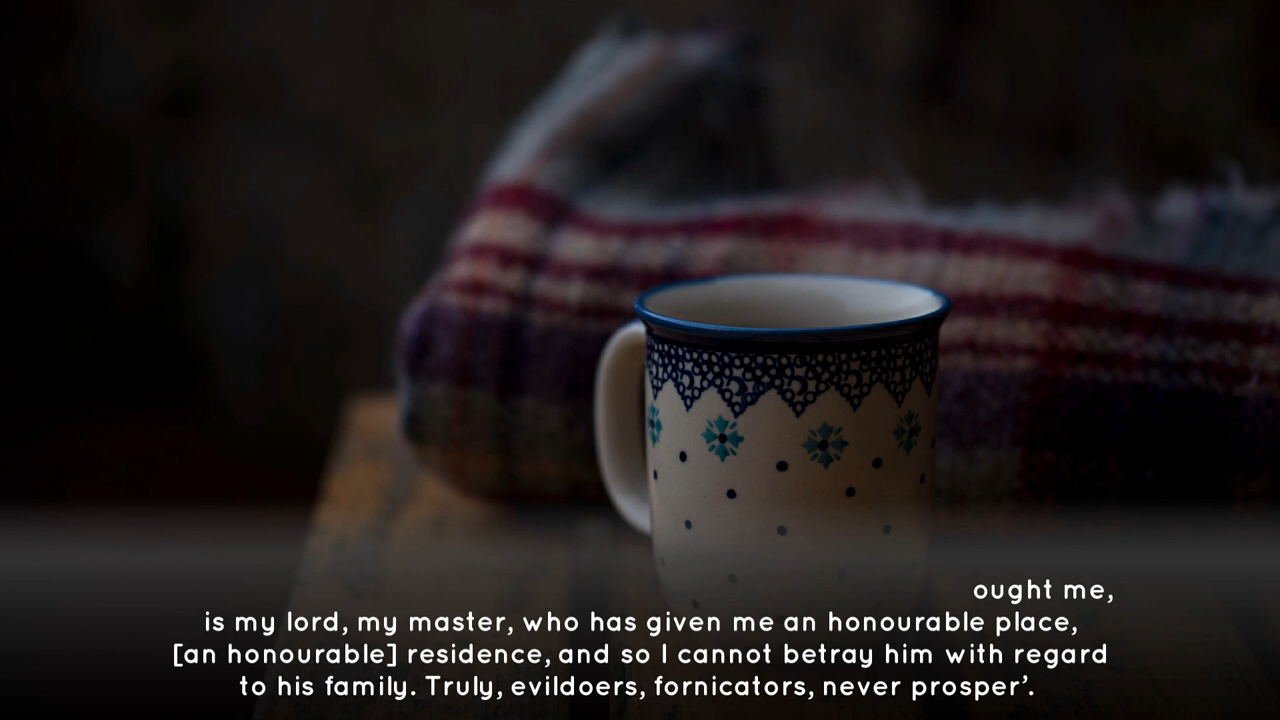 me,
is my lord, my master, who has given me an honourable place,
[an honourable] residence, and so I cannot betray him with regard
to his family. Truly, evildoers, fornicators, never prosper’.